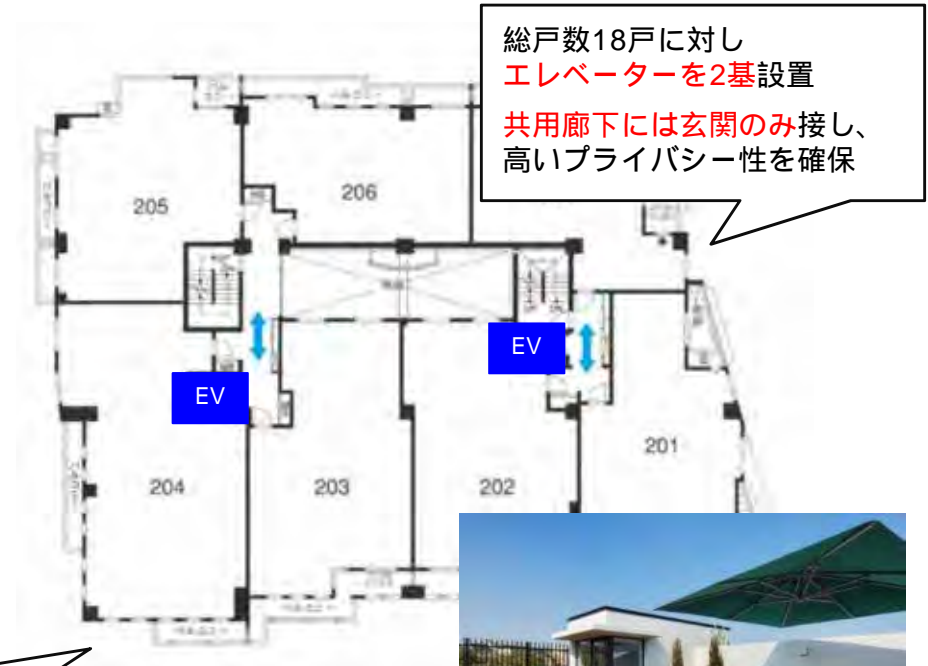 総戸数18戸に対し
エレベーターを2基設置
共用廊下には玄関のみ接し、
高いプライバシー性を確保
205
206
EV
EV
201
204
203
202